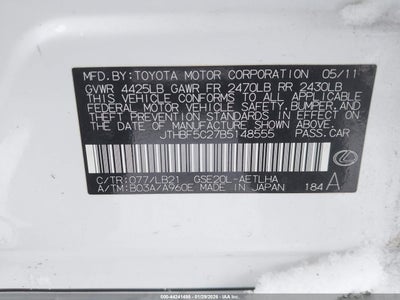 MFD.BY: TOYOTA MOTOR CORPORATION 05/11
GVWR 4425LB GAWR FR 2470LB RR 2430LB
THIS VEHICLE CONFORMS TO ALL APPLICABLE
FEDERAL MOTOR VEHICLE SAFETY, BUMPER, AND
THEFT PREVENTION STANDARDS IN EFFECT ON
THE DATE OF MANUFACTURE SHOWN ABOVE.
JTHBF5C27B5148555 PASS.CAR
C/TR:077/LB21 GSE20L-AETLHA
A/TM:B03A/A960E MADE IN JAPAN 184 A